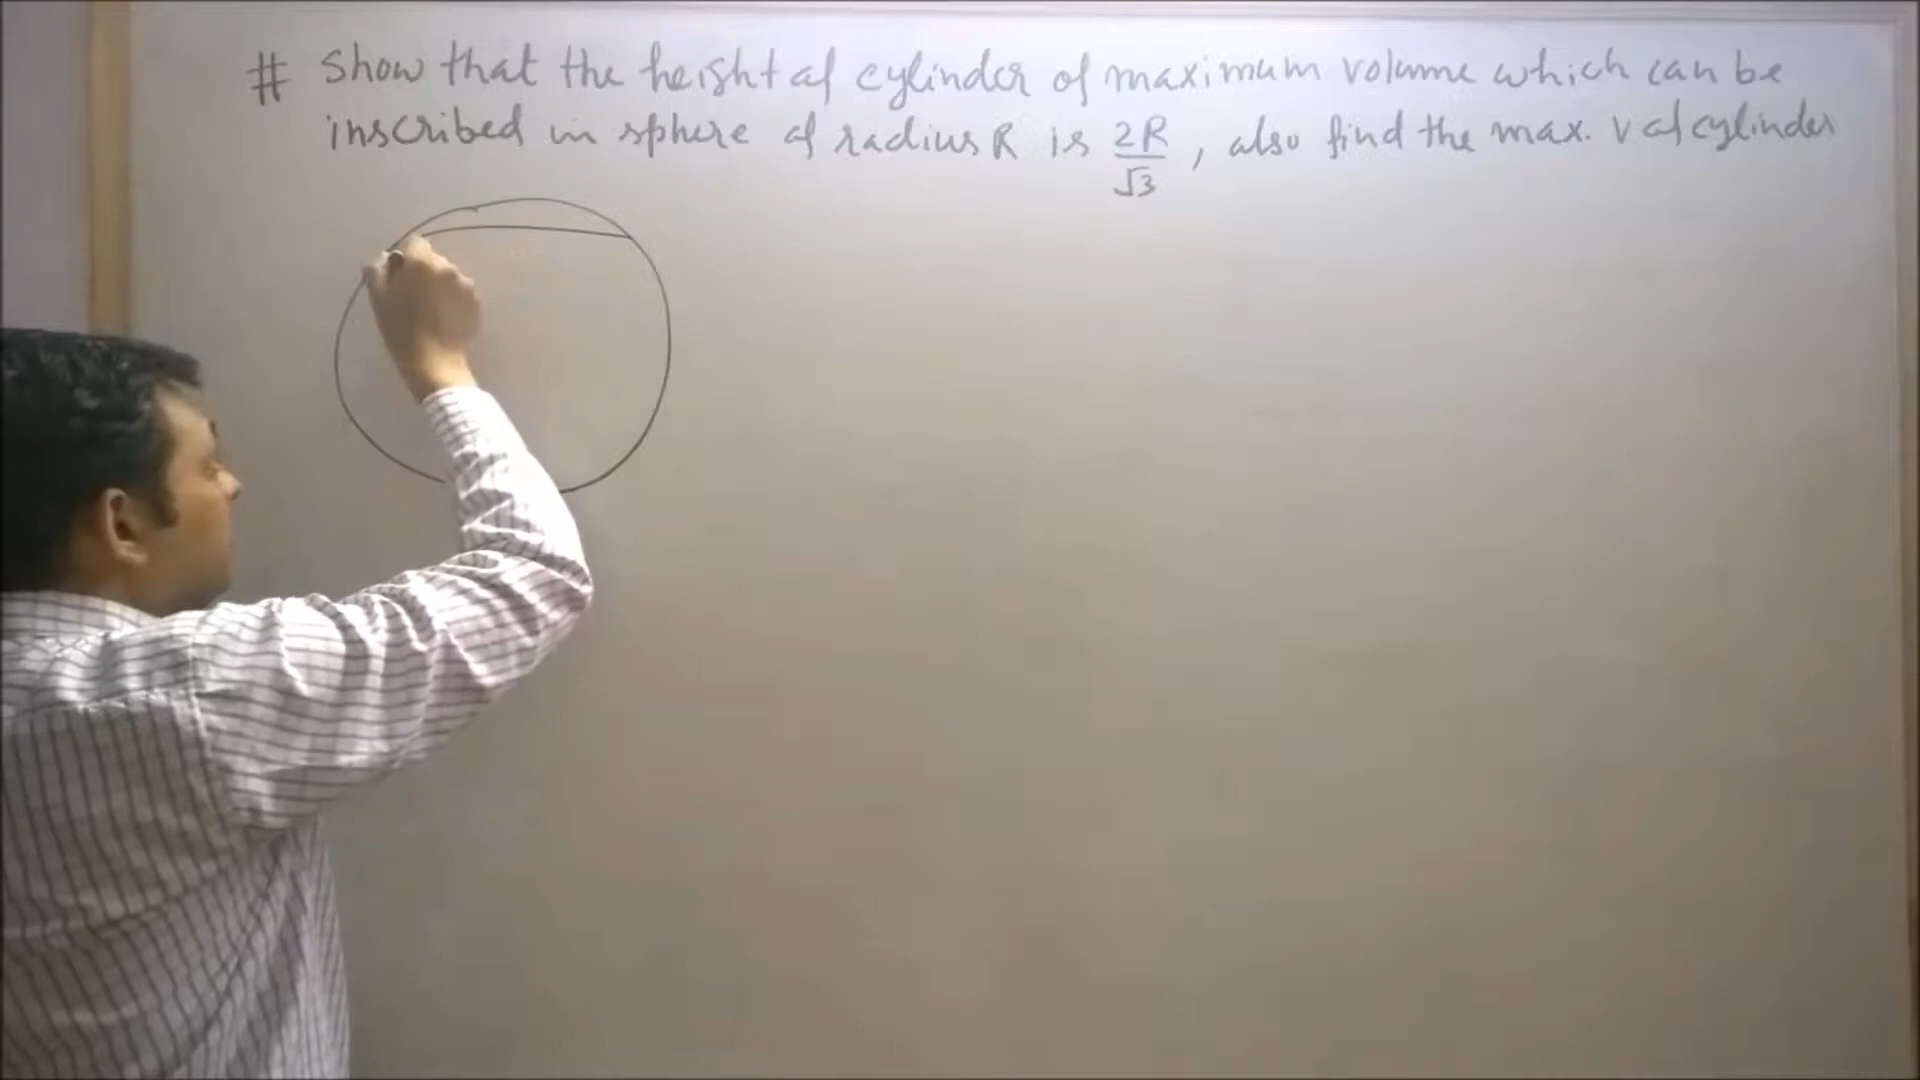 # Show that the height of cylinder of maximum volume which can be
inscribed in sphere of radius R is 2R/√3, also find the max. V of cylinder